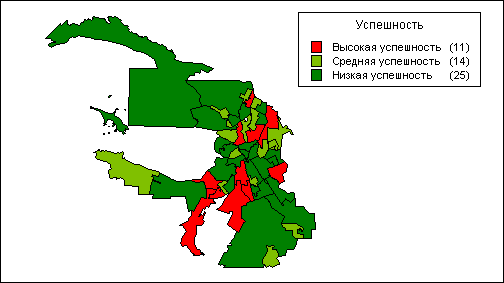 Успешность
Высокая успешность (11)
Средняя успешность (14)
Низкая успешность (25)